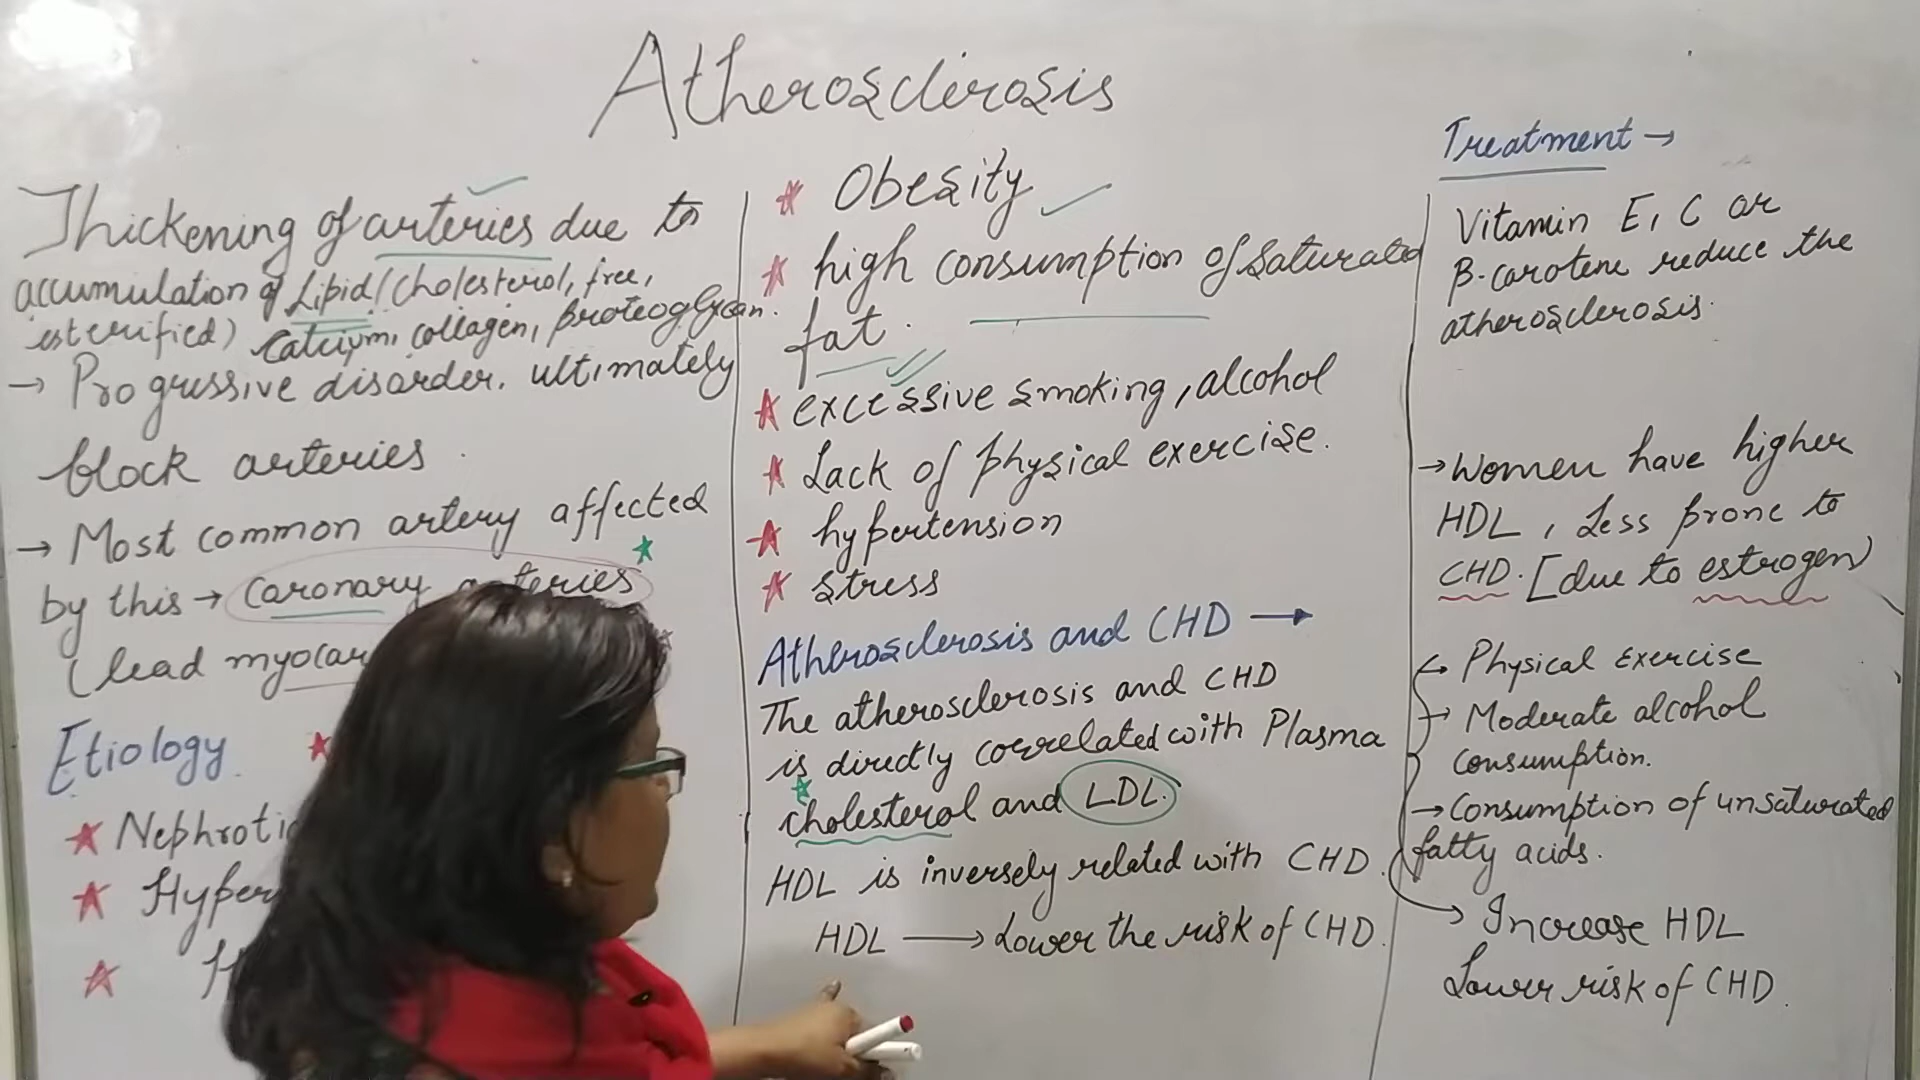 Atherosclerosis
Thickening of arteries due to
accumulation of Lipid (cholesterol, free,
esterified) calcium, collagen, proteoglycan.
→ Progressive disorder. ultimately
block arteries.
→ Most common artery affected
by this → Coronary arteries
(lead myocar
Etiology
Nephrotic
Hyper
H
Obesity
high consumption of saturated
fat.
excessive smoking, alcohol
Lack of physical exercise.
hypertension
stress
Atherosclerosis and CHD →
The atherosclerosis and CHD
is directly correlated with Plasma
cholesterol and LDL.
HDL is inversely related with CHD.
HDL → Lower the risk of CHD.
Treatment →
Vitamin E, C or
β-carotene reduce the
atherosclerosis.
→ Women have higher
HDL, Less prone to
CHD. [due to estrogen)
→ Physical Exercise
→ Moderate alcohol
consumption.
→ Consumption of unsaturated
fatty acids.
→ Increase HDL
Lower risk of CHD.